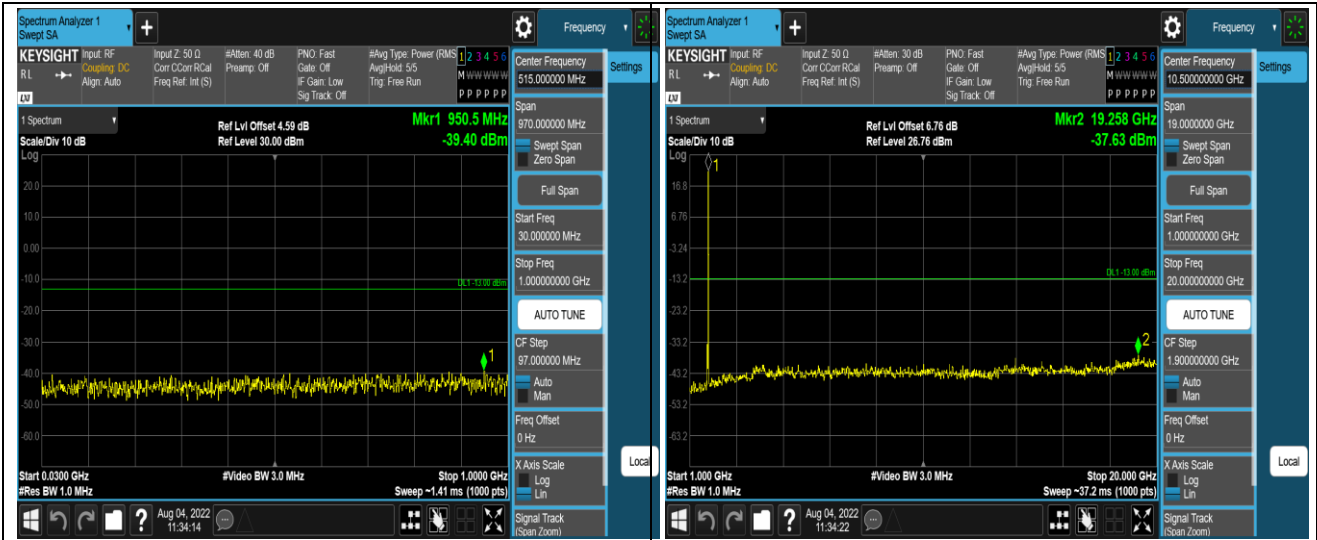 Spectrum Analyzer 1
Swept SA
+
Frequency
KEYSIGHT
RL
LXI
Input: RF
Coupling: DC
Align: Auto
Input Z: 50 Ω
Corr CCorr RCal
Freq Ref: Int (S)
#Atten: 40 dB
Preamp: Off
PNO: Fast
Gate: Off
IF Gain: Low
Sig Track: Off
#Avg Type: Power (RMS
Avg|Hold: 5/5
Trig: Free Run
1 2 3 4 5 6
M W W W W W
P P P P P P
Center Frequency
515.000000 MHz
Settings
1 Spectrum
Scale/Div 10 dB
Log
Ref Lvl Offset 4.59 dB
Ref Level 30.00 dBm
Mkr1 950.5 MHz
-39.40 dBm
Span
970.000000 MHz
Swept Span
Zero Span
Full Span
Start Freq
30.000000 MHz
Stop Freq
1.000000000 GHz
AUTO TUNE
CF Step
97.000000 MHz
Auto
Man
Freq Offset
0 Hz
X Axis Scale
Log
Lin
Signal Track
(Span Zoom)
Local
20.0
10.0
0.00
-10.0
DL1 -13.00 dBm
-20.0
-30.0
1
-40.0
-50.0
-60.0
Start 0.0300 GHz
#Res BW 1.0 MHz
#Video BW 3.0 MHz
Stop 1.0000 GHz
Sweep ~1.41 ms (1000 pts)
?
Aug 04, 2022
11:34:14
Spectrum Analyzer 1
Swept SA
+
Frequency
KEYSIGHT
RL
LXI
Input: RF
Coupling: DC
Align: Auto
Input Z: 50 Ω
Corr CCorr RCal
Freq Ref: Int (S)
#Atten: 30 dB
Preamp: Off
PNO: Fast
Gate: Off
IF Gain: Low
Sig Track: Off
#Avg Type: Power (RMS
Avg|Hold: 5/5
Trig: Free Run
1 2 3 4 5 6
M W W W W W
P P P P P P
Center Frequency
10.500000000 GHz
Settings
1 Spectrum
Scale/Div 10 dB
Log
Ref Lvl Offset 6.76 dB
Ref Level 26.76 dBm
Mkr2 19.258 GHz
-37.63 dBm
Span
19.0000000 GHz
Swept Span
Zero Span
Full Span
Start Freq
1.000000000 GHz
Stop Freq
20.000000000 GHz
AUTO TUNE
CF Step
1.900000000 GHz
Auto
Man
Freq Offset
0 Hz
X Axis Scale
Log
Lin
Signal Track
(Span Zoom)
Local
1
16.8
6.76
-3.24
-13.2
DL1 -13.00 dBm
-23.2
-33.2
2
-43.2
-53.2
-63.2
Start 1.000 GHz
#Res BW 1.0 MHz
#Video BW 3.0 MHz
Stop 20.000 GHz
Sweep ~37.2 ms (1000 pts)
?
Aug 04, 2022
11:34:22